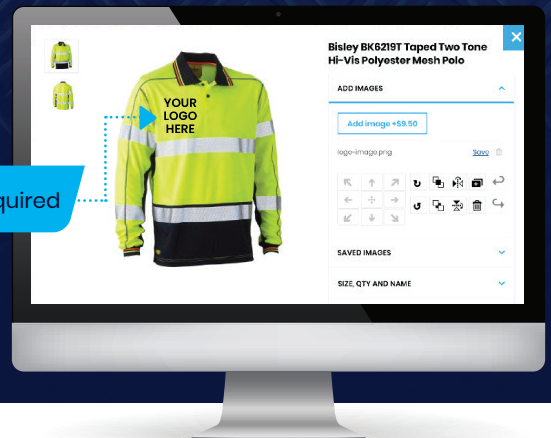 Bisley BK6219T Taped Two Tone
Hi-Vis Polyester Mesh Polo
ADD IMAGES
Add image +$9.50
logo-image.png
Save
SAVED IMAGES
SIZE, QTY AND NAME
YOUR
LOGO
HERE